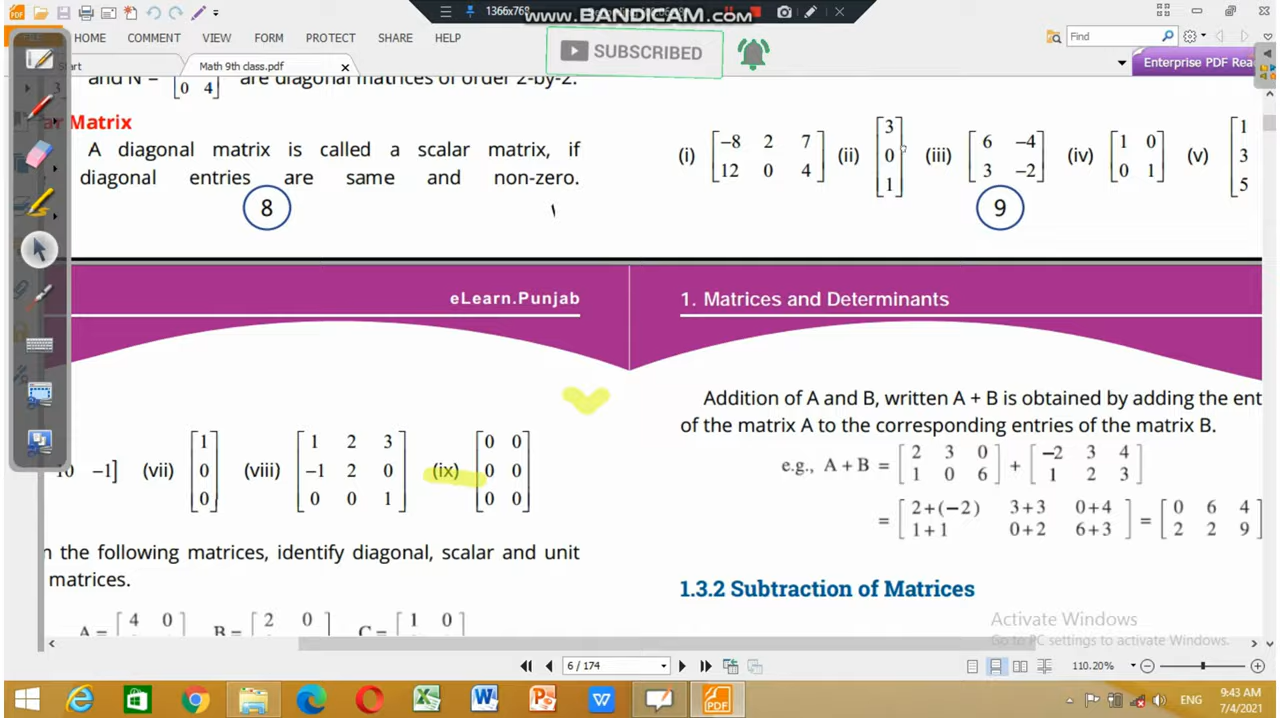 1366x768
www.BANDICAM.com
HOME COMMENT VIEW FORM PROTECT SHARE HELP
Find
SUBSCRIBED
Start
Math 9th class.pdf
Enterprise PDF Rea
and N = [0 4] are diagonal matrices of order 2-by-2.
ar Matrix
A diagonal matrix is called a scalar matrix, if
diagonal entries are same and non-zero.
8
(i) [−8 2 7
12 0 4]
(ii) [3
0
1]
(iii) [6 −4
3 −2]
(iv) [1 0
0 1]
(v) [1
3
5
9
eLearn.Punjab
1. Matrices and Determinants
−1]
(vii) [1
0
0]
(viii) [1 2 3
−1 2 0
0 0 1]
(ix) [0 0
0 0
0 0]
the following matrices, identify diagonal, scalar and unit
matrices.
A = [4 0]
B = [2 0]
C = [1 0]
Addition of A and B, written A + B is obtained by adding the ent
of the matrix A to the corresponding entries of the matrix B.
e.g., A + B = [2 3 0
1 0 6] + [−2 3 4
1 2 3]
= [2+(−2) 3+3 0+4
1+1 0+2 6+3] = [0 6 4
2 2 9]
1.3.2 Subtraction of Matrices
Activate Windows
Go to PC settings to activate Windows.
6 / 174
110.20%
ENG
9:43 AM
7/4/2021